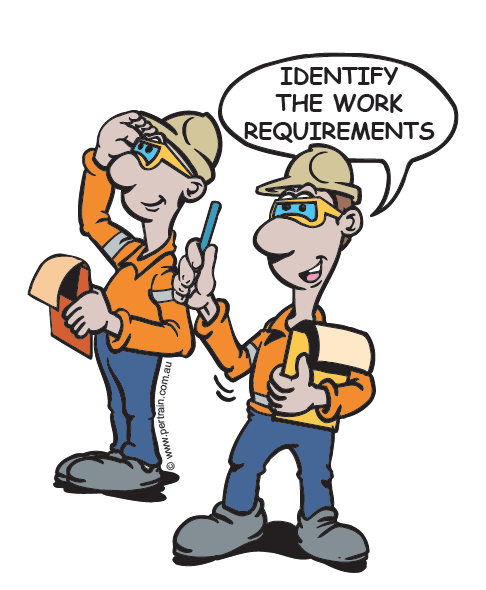 IDENTIFY
THE WORK
REQUIREMENTS
© www.pertrain.com.au